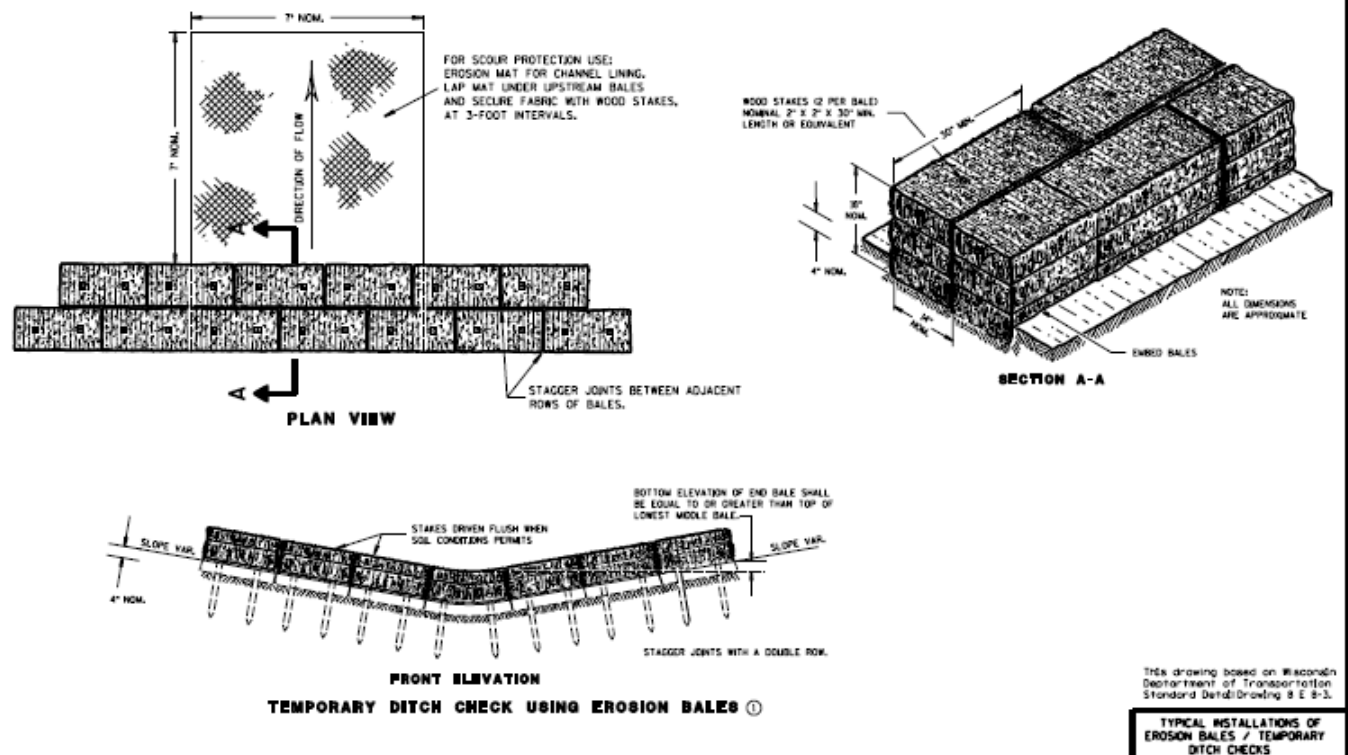 7' NOM.
7' NOM.
DIRECTION OF FLOW
FOR SCOUR PROTECTION USE:
EROSION MAT FOR CHANNEL LINING.
LAP MAT UNDER UPSTREAM BALES
AND SECURE FABRIC WITH WOOD STAKES,
AT 3-FOOT INTERVALS.
A
A
STAGGER JOINTS BETWEEN ADJACENT
ROWS OF BALES.
PLAN VIEW
WOOD STAKES (2 PER BALE)
NOMINAL 2" X 2" X 30" MIN.
LENGTH OR EQUIVALENT
30" MIN.
NOM.
4" NOM.
14"
NOM.
NOTE:
ALL DIMENSIONS
ARE APPROXIMATE
EMBED BALES
SECTION A-A
BOTTOM ELEVATION OF END BALE SHALL
BE EQUAL TO OR GREATER THAN TOP OF
LOWEST MIDDLE BALE.
STAKES DRIVEN FLUSH WHEN
SOIL CONDITIONS PERMITS
SLOPE VAR.
SLOPE VAR.
4" NOM.
STAGGER JOINTS WITH A DOUBLE ROW.
FRONT ELEVATION
TEMPORARY DITCH CHECK USING EROSION BALES ①
This drawing based on Wisconsin
Department of Transportation
Standard Detail Drawing 8 E 8-3.
TYPICAL INSTALLATIONS OF
EROSION BALES / TEMPORARY
DITCH CHECKS